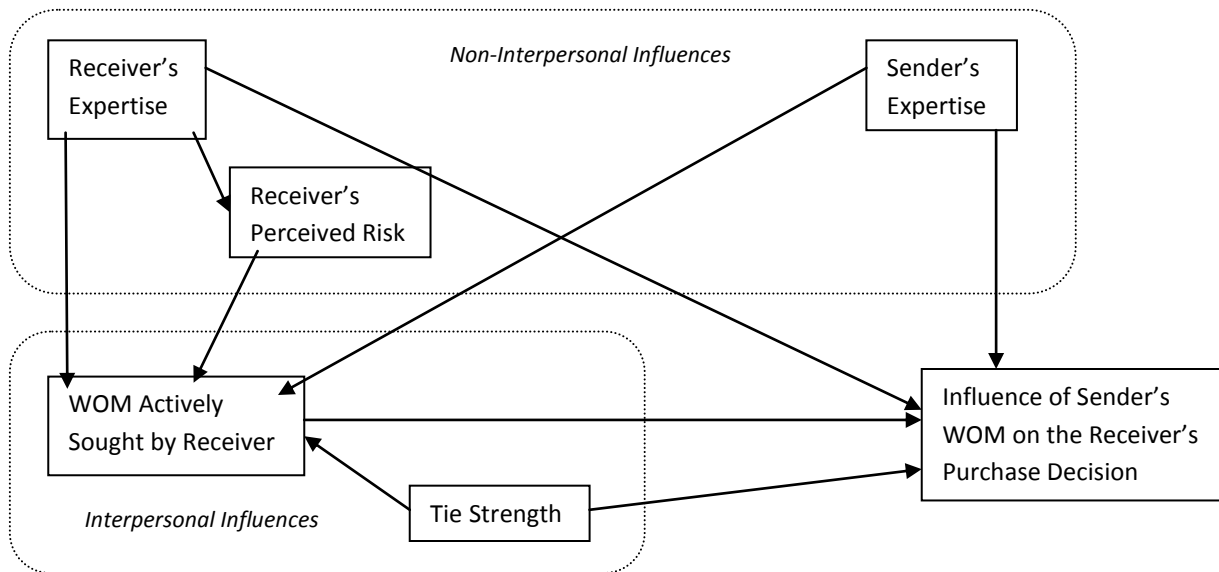 Non-Interpersonal Influences
Receiver’s
Expertise
Sender’s
Expertise
Receiver’s
Perceived Risk
WOM Actively
Sought by Receiver
Influence of Sender’s
WOM on the Receiver’s
Purchase Decision
Tie Strength
Interpersonal Influences